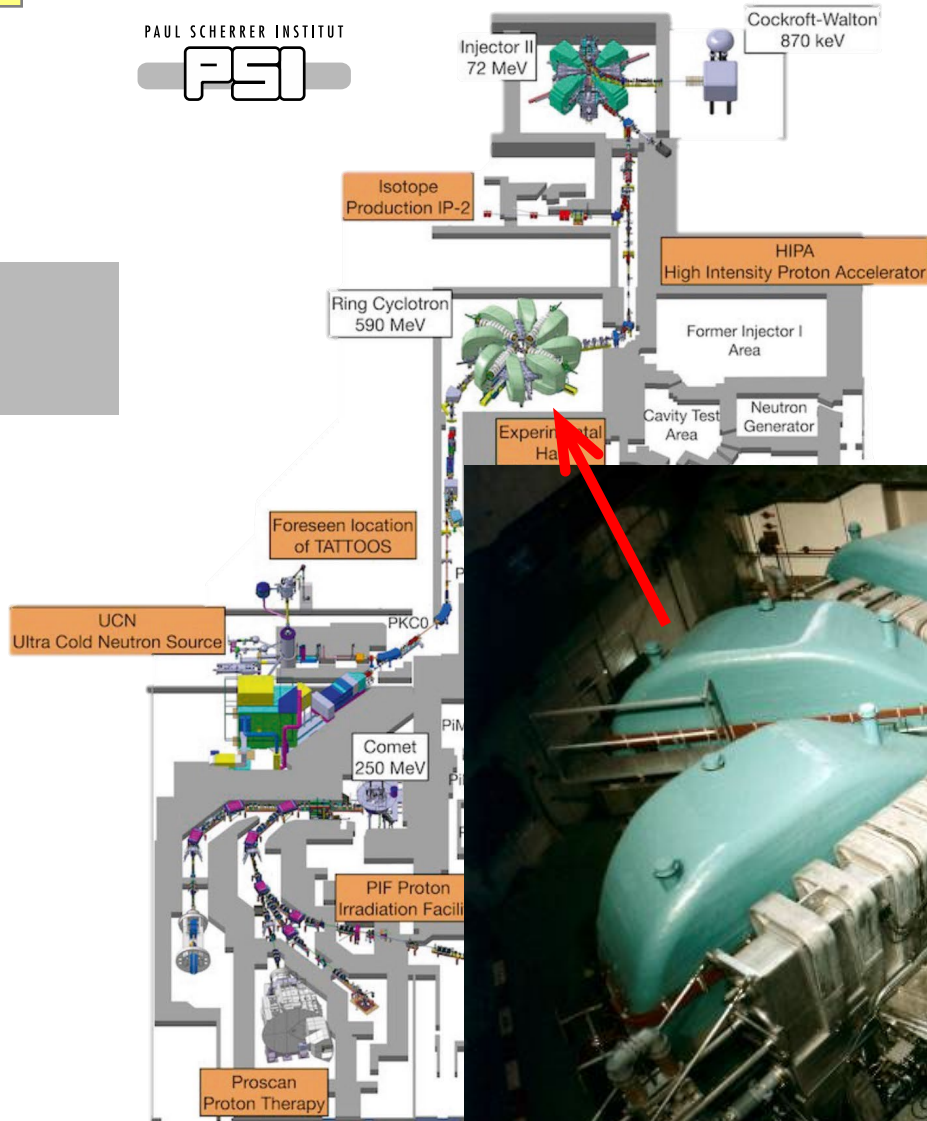 PAUL SCHERRER INSTITUT
PSI
Cockroft-Walton
870 keV
Injector II
72 MeV
Isotope
Production IP-2
HIPA
High Intensity Proton Accelerator
Ring Cyclotron
590 MeV
Former Injector I
Area
Cavity Test
Area
Neutron
Generator
Experimental
Foreseen location
of TATTOOS
UCN
Ultra Cold Neutron Source
PKC0
Comet
250 MeV
PIF Proton
Irradiation
Proscan
Proton Therapy